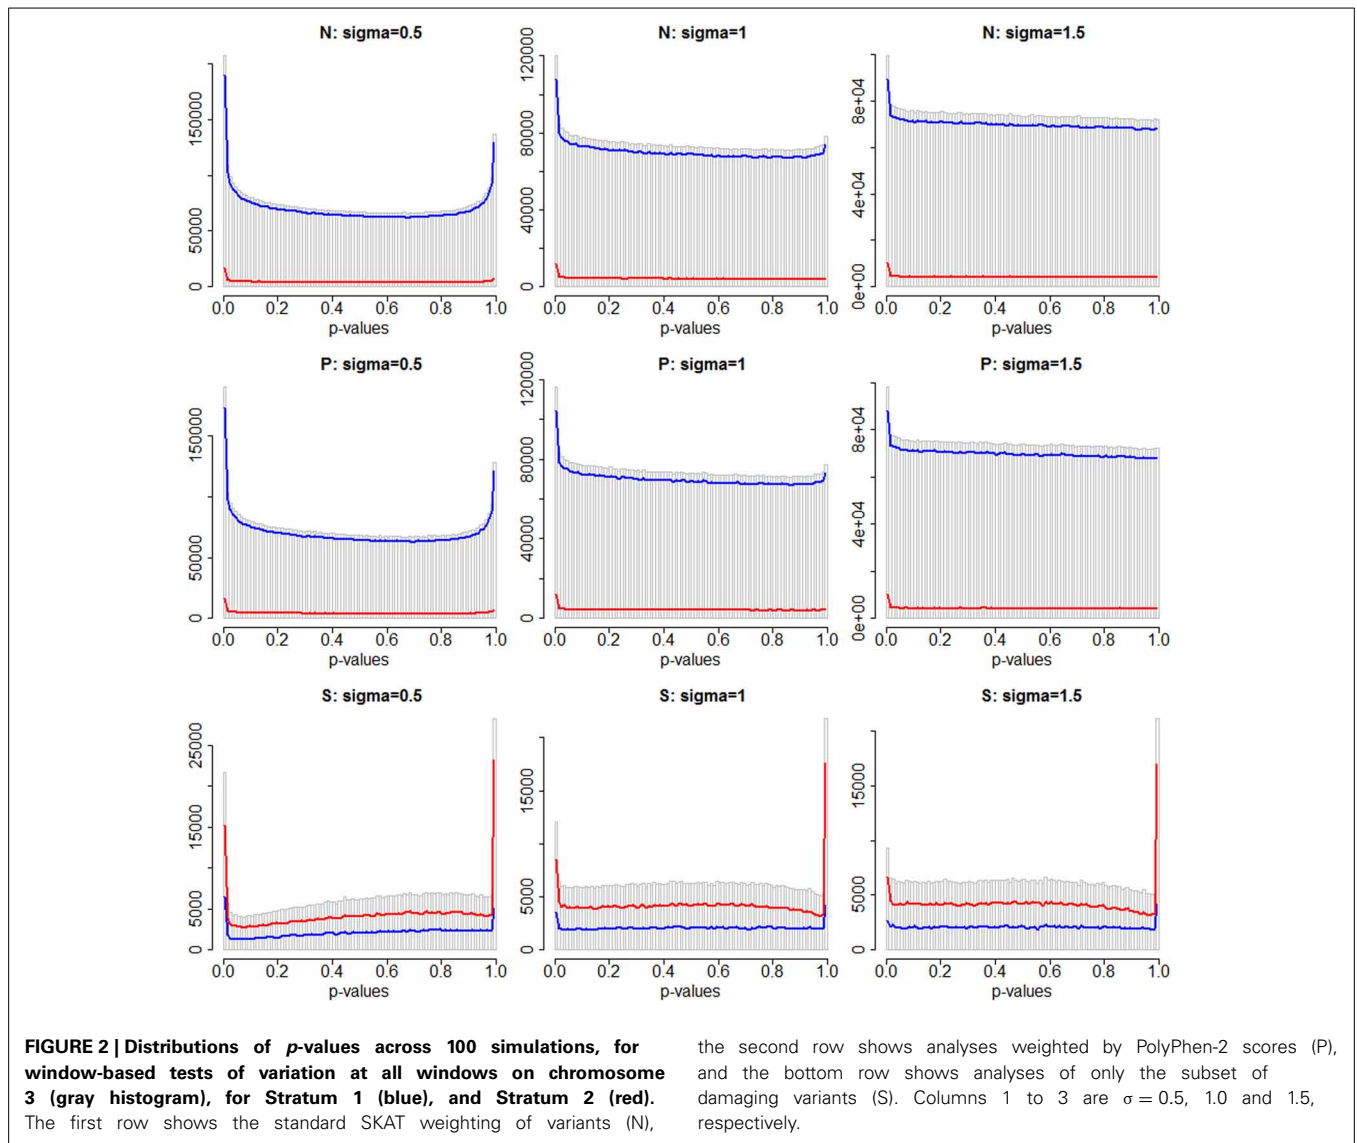 N: sigma=0.5
0 50000 150000
0.0 0.2 0.4 0.6 0.8 1.0
p-values
N: sigma=1
0 40000 80000 120000
0.0 0.2 0.4 0.6 0.8 1.0
p-values
N: sigma=1.5
0e+00 4e+04 8e+04
0.0 0.2 0.4 0.6 0.8 1.0
p-values
P: sigma=0.5
0 50000 150000
0.0 0.2 0.4 0.6 0.8 1.0
p-values
P: sigma=1
0 40000 80000 120000
0.0 0.2 0.4 0.6 0.8 1.0
p-values
P: sigma=1.5
0e+00 4e+04 8e+04
0.0 0.2 0.4 0.6 0.8 1.0
p-values
S: sigma=0.5
0 5000 15000 25000
0.0 0.2 0.4 0.6 0.8 1.0
p-values
S: sigma=1
0 5000 15000
0.0 0.2 0.4 0.6 0.8 1.0
p-values
S: sigma=1.5
0 5000 15000
0.0 0.2 0.4 0.6 0.8 1.0
p-values
FIGURE 2 | Distributions of p-values across 100 simulations, for
window-based tests of variation at all windows on chromosome
3 (gray histogram), for Stratum 1 (blue), and Stratum 2 (red).
The first row shows the standard SKAT weighting of variants (N),
the second row shows analyses weighted by PolyPhen-2 scores (P),
and the bottom row shows analyses of only the subset of
damaging variants (S). Columns 1 to 3 are σ = 0.5, 1.0 and 1.5,
respectively.